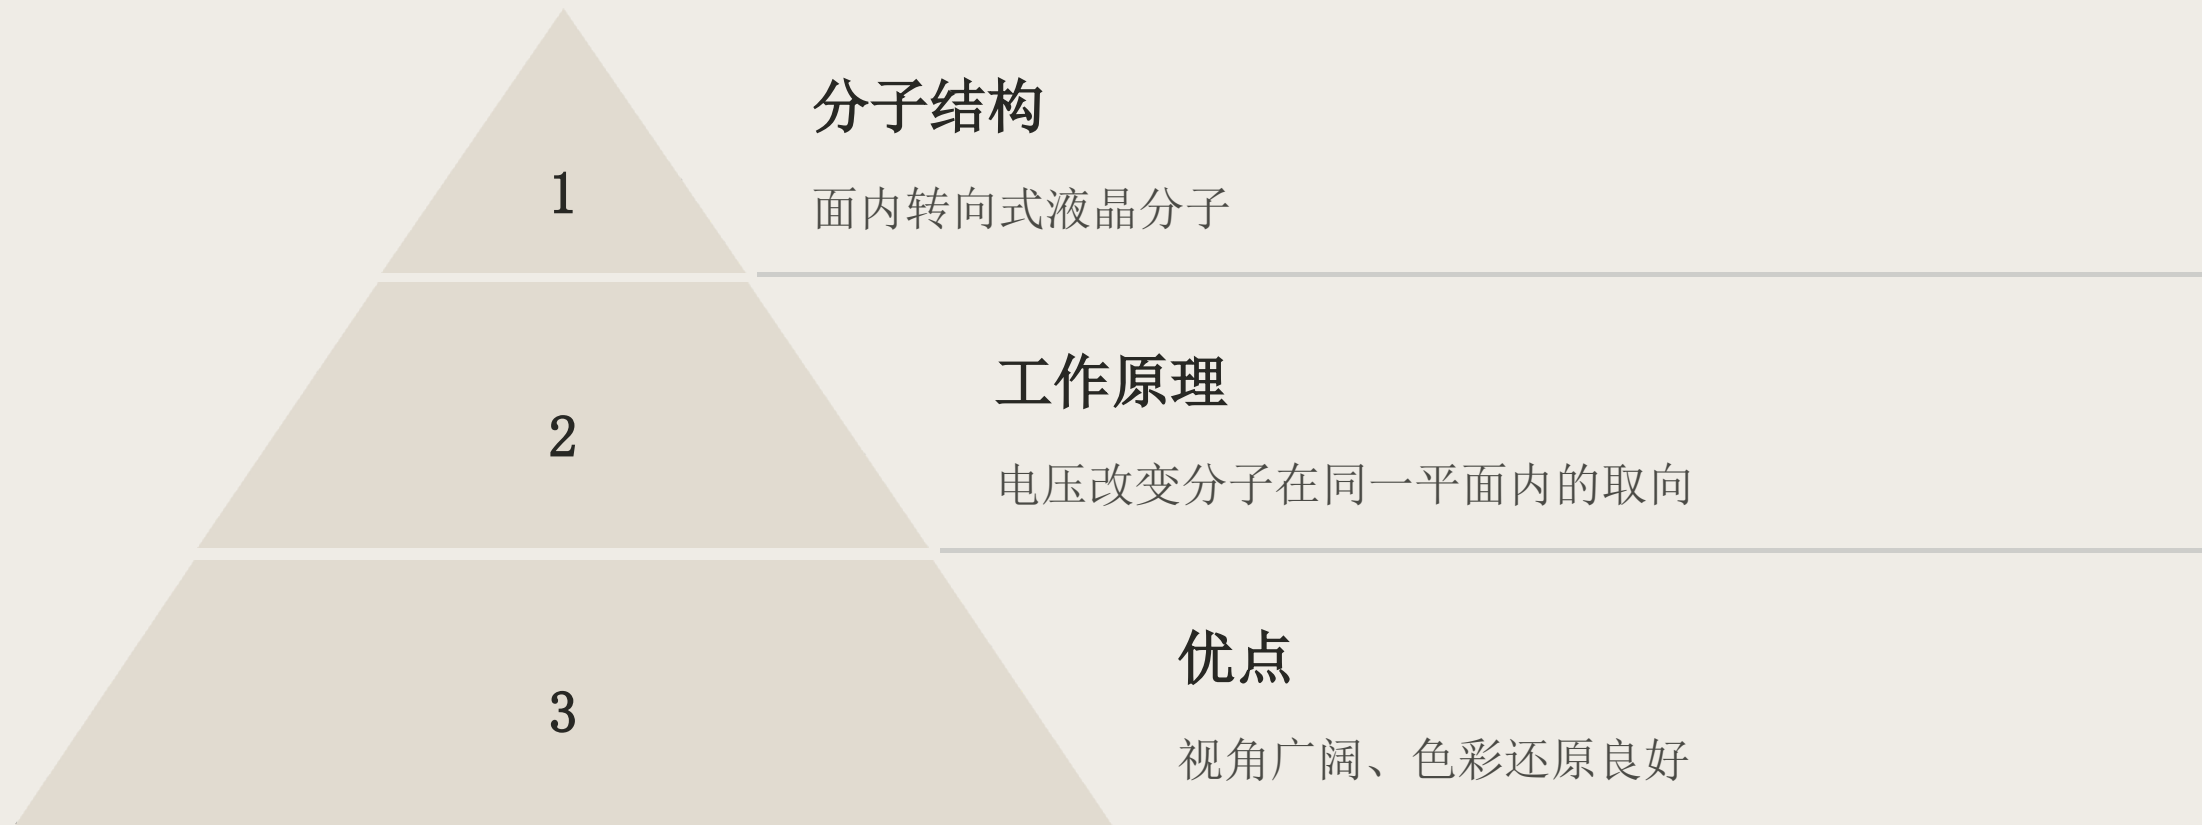 分子结构
1
面内转向式液晶分子
工作原理
2
电压改变分子在同一平面内的取向
优点
3
视角广阔、色彩还原良好